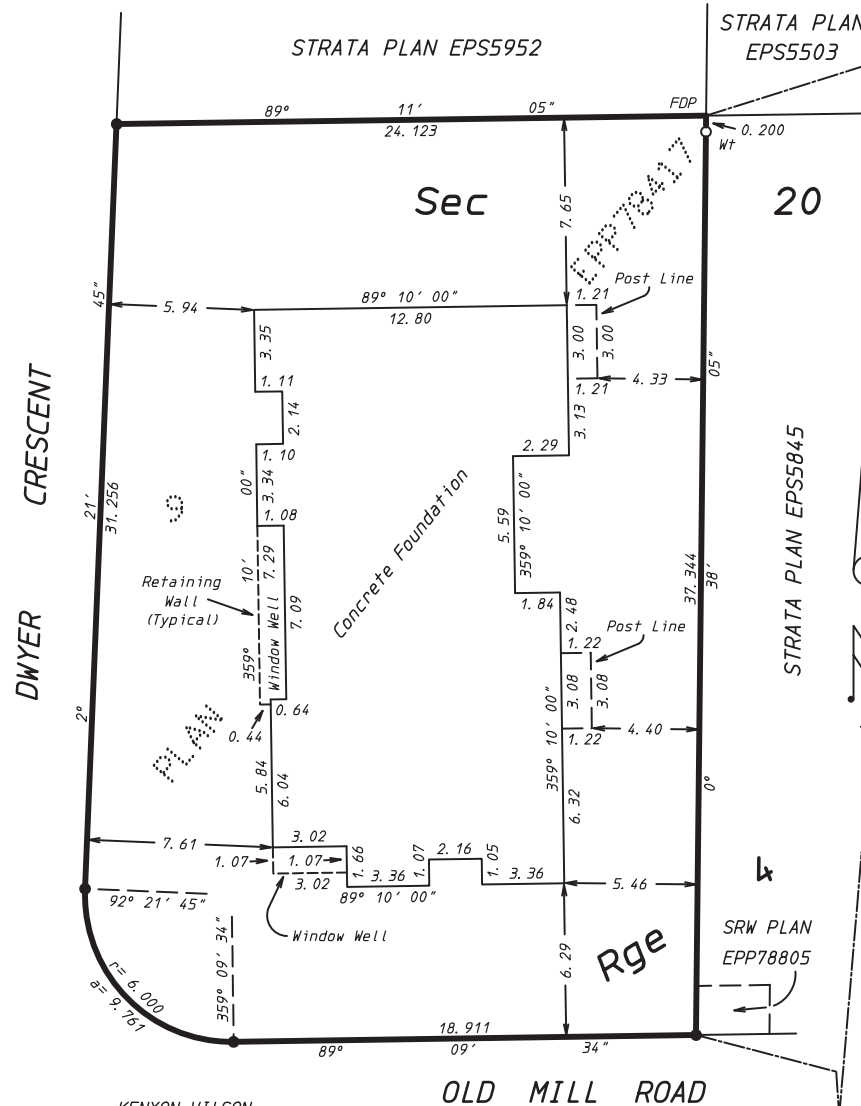 STRATA PLAN EPS5952
STRATA PLAN
EPS5503
89° 11' 05"
24.123
FDP
0.200
Wt
Sec
20
EPP78417
7.65
Post Line
1.21
5.94
89° 10' 00"
12.80
45"
3.35
3.00
3.00
05"
1.11
1.21
4.33
2.14
3.13
1.10
2.29
DWYER CRESCENT
21'
31.256
9
00"
3.34
1.08
Concrete Foundation
5.59
359° 10' 00"
STRATA PLAN EPS5845
37.344
38'
Retaining
Wall
(Typical)
10'
7.29
7.09
Window Well
359°
1.84
2.48
Post Line
1.22
3.08
3.08
0.64
0.44
1.22
4.40
2°
PLAN
5.84
6.04
359° 10' 00"
6.32
0°
7.61
3.02
1.07
1.07
1.66
3.02
3.36
1.07
2.16
1.05
3.36
89° 10' 00"
5.46
4
92° 21' 45"
Window Well
359° 09' 34"
6.29
Rge
SRW PLAN
EPP78805
r= 6.000
a= 9.761
18.911
89° 09' 34"
OLD MILL ROAD